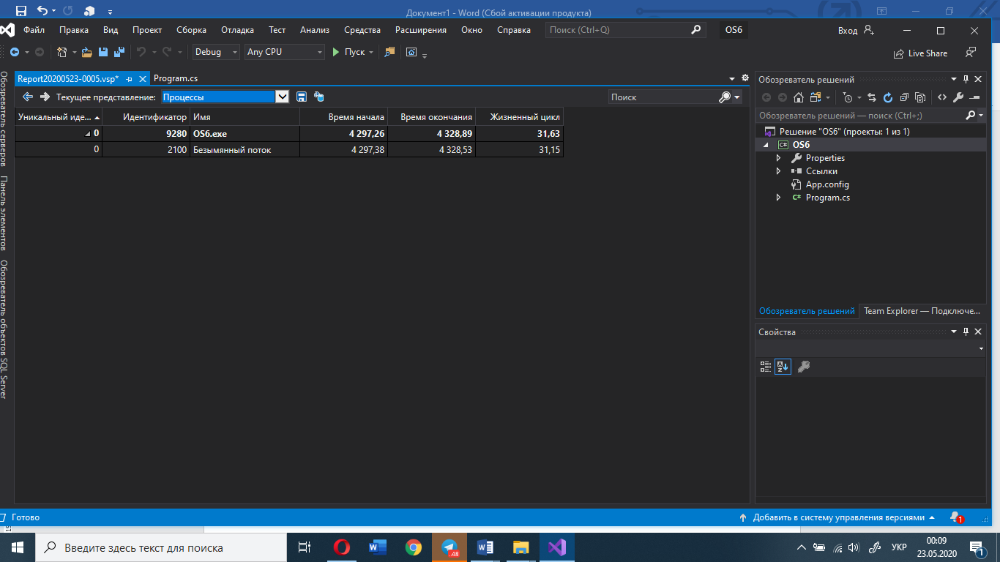 Документ1 - Word (Сбой активации продукта)
Файл Правка Вид Проект Сборка Отладка Тест Анализ Средства Расширения Окно Справка Поиск (Ctrl+Q) OS6 Вход
Debug Any CPU Пуск Live Share
Обозреватель серверов
Панель элементов
Обозреватель объектов SQL Server
Report20200523-0005.vsp* Program.cs
Текущее представление: Процессы Поиск
Уникальный иде... Идентификатор Имя Время начала Время окончания Жизненный цикл
0 9280 OS6.exe 4 297,26 4 328,89 31,63
0 2100 Безымянный поток 4 297,38 4 328,53 31,15
Обозреватель решений
Обозреватель решений — поиск (Ctrl+;)
Решение "OS6" (проекты: 1 из 1)
C# OS6
Properties
Ссылки
App.config
C# Program.cs
Обозреватель решений Team Explorer — Подключе...
Свойства
Готово Добавить в систему управления версиями 1
Введите здесь текст для поиска .48 УКР 00:09
23.05.2020 1